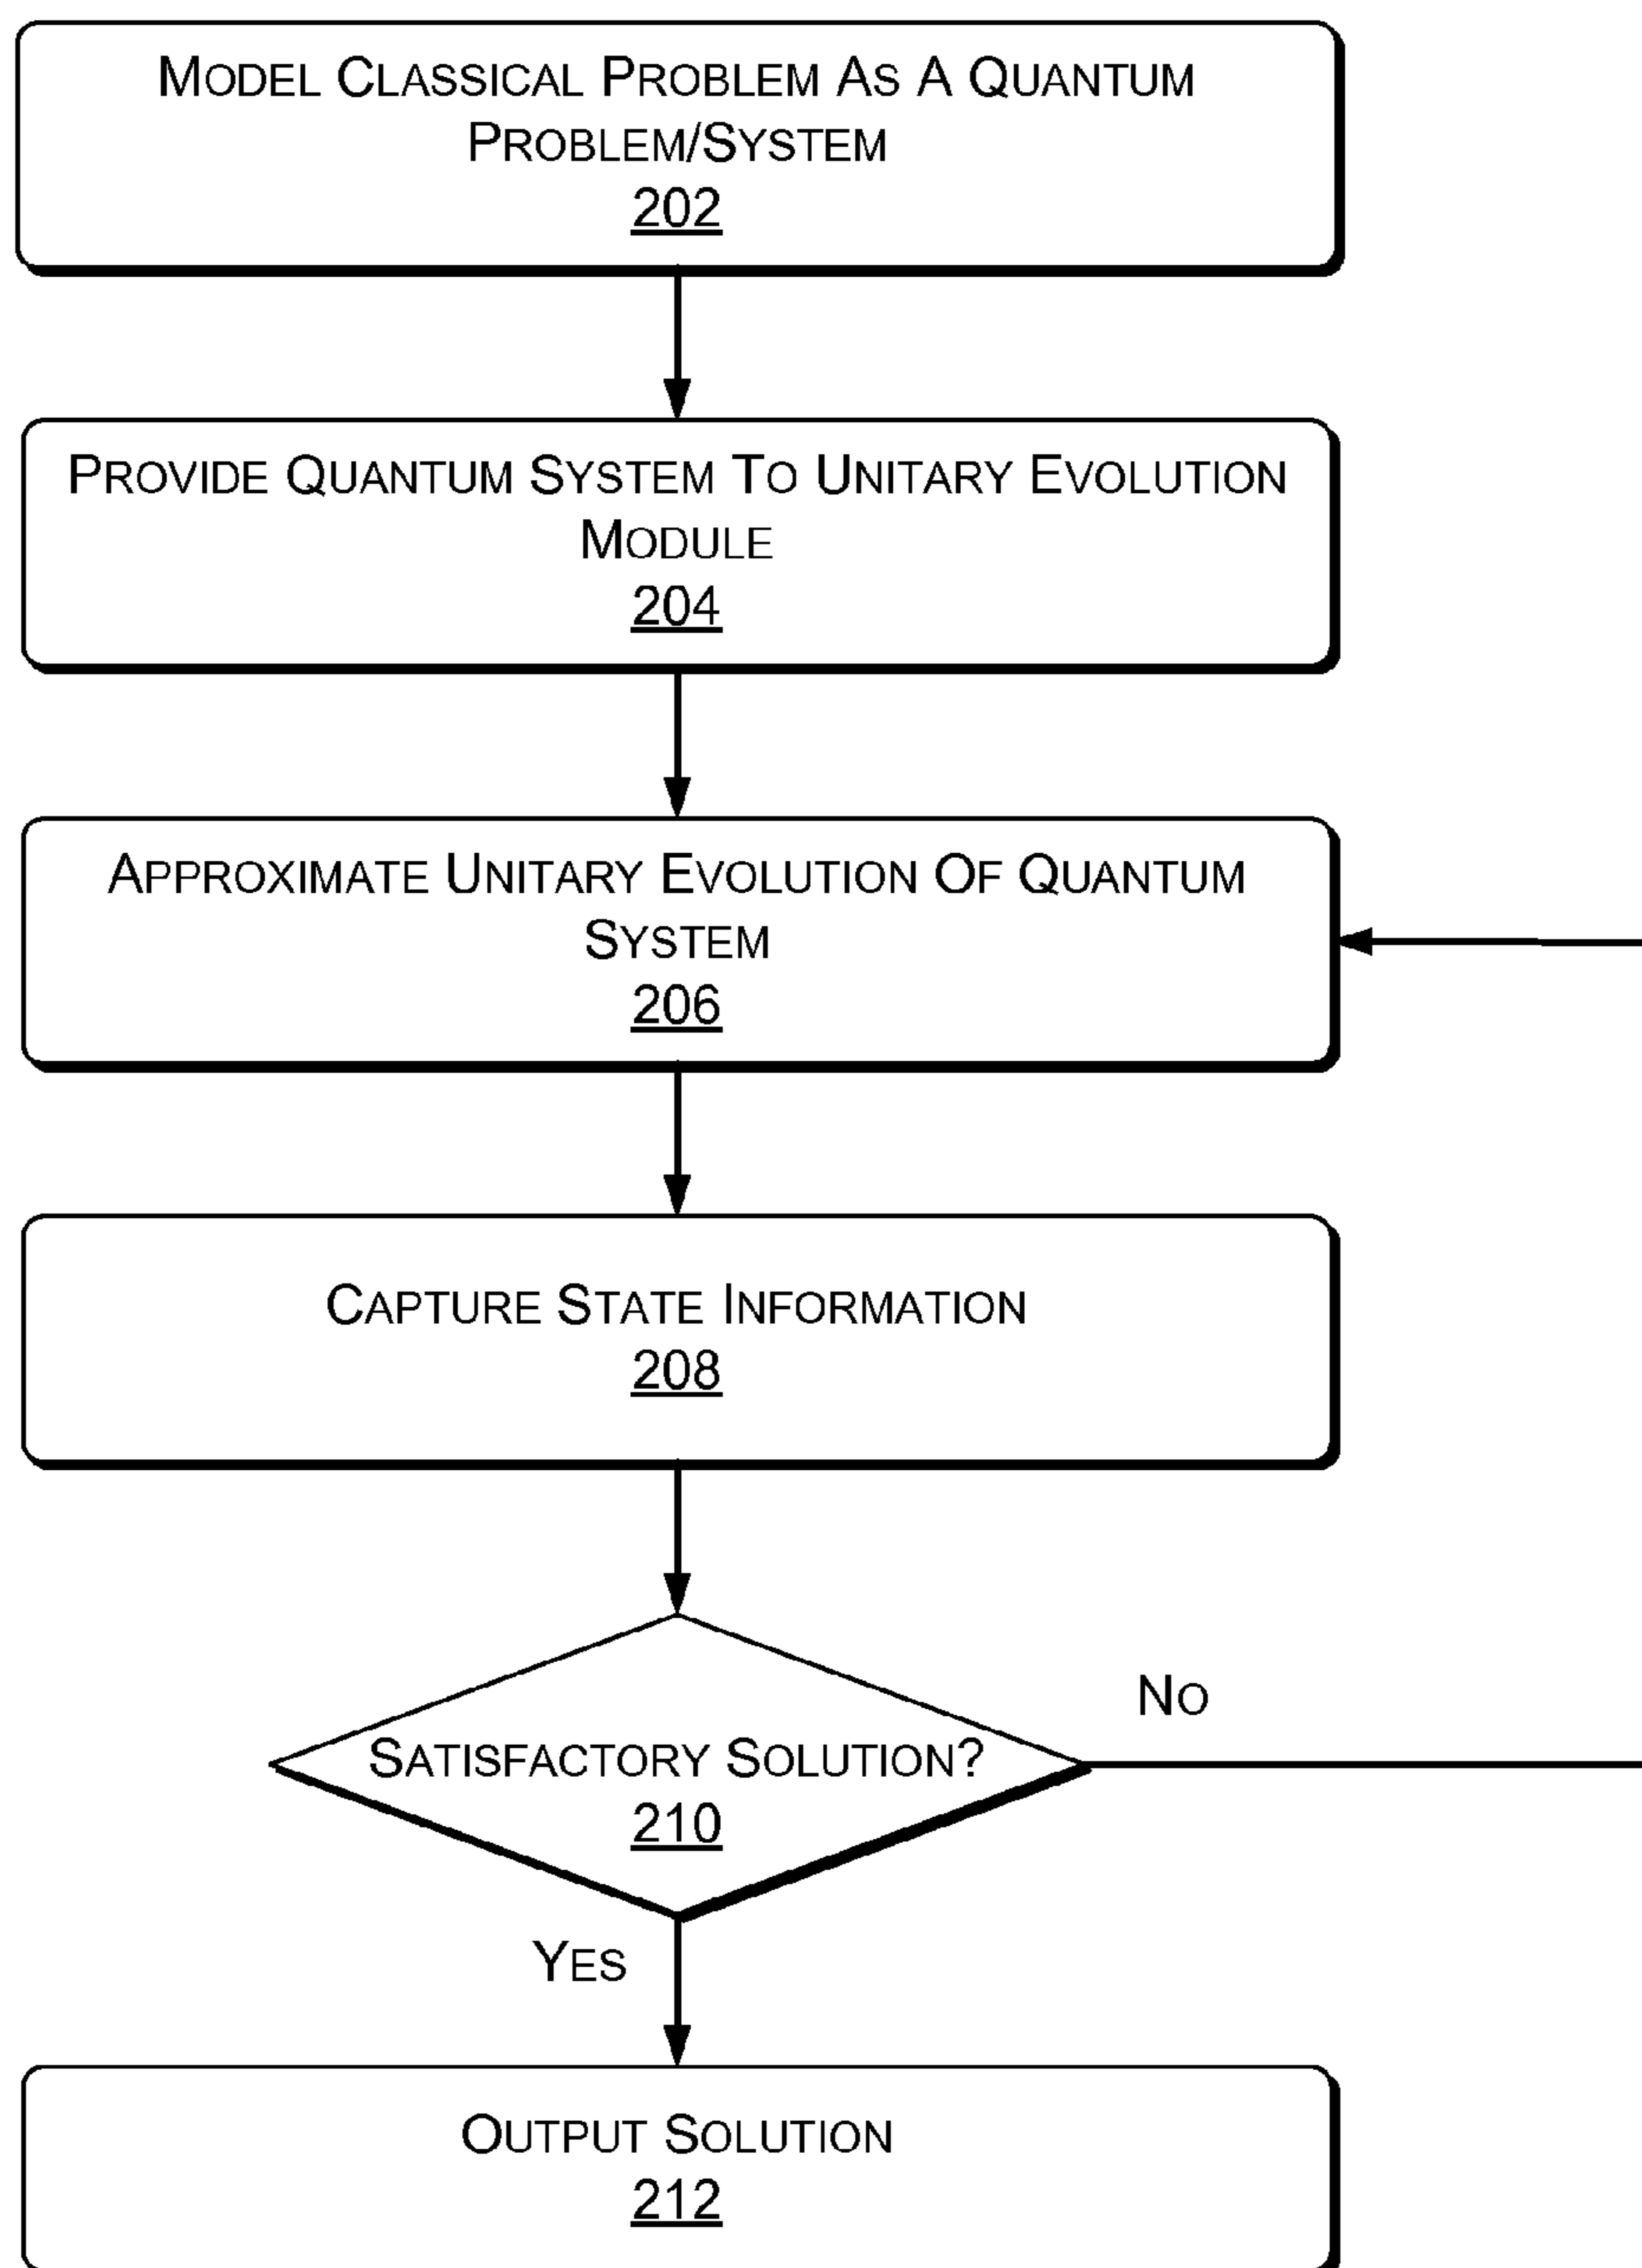 MODEL CLASSICAL PROBLEM AS A QUANTUM
PROBLEM/SYSTEM
202
PROVIDE QUANTUM SYSTEM TO UNITARY EVOLUTION
MODULE
204
APPROXIMATE UNITARY EVOLUTION OF QUANTUM
SYSTEM
206
CAPTURE STATE INFORMATION
208
NO
SATISFACTORY SOLUTION?
210
YES
OUTPUT SOLUTION
212